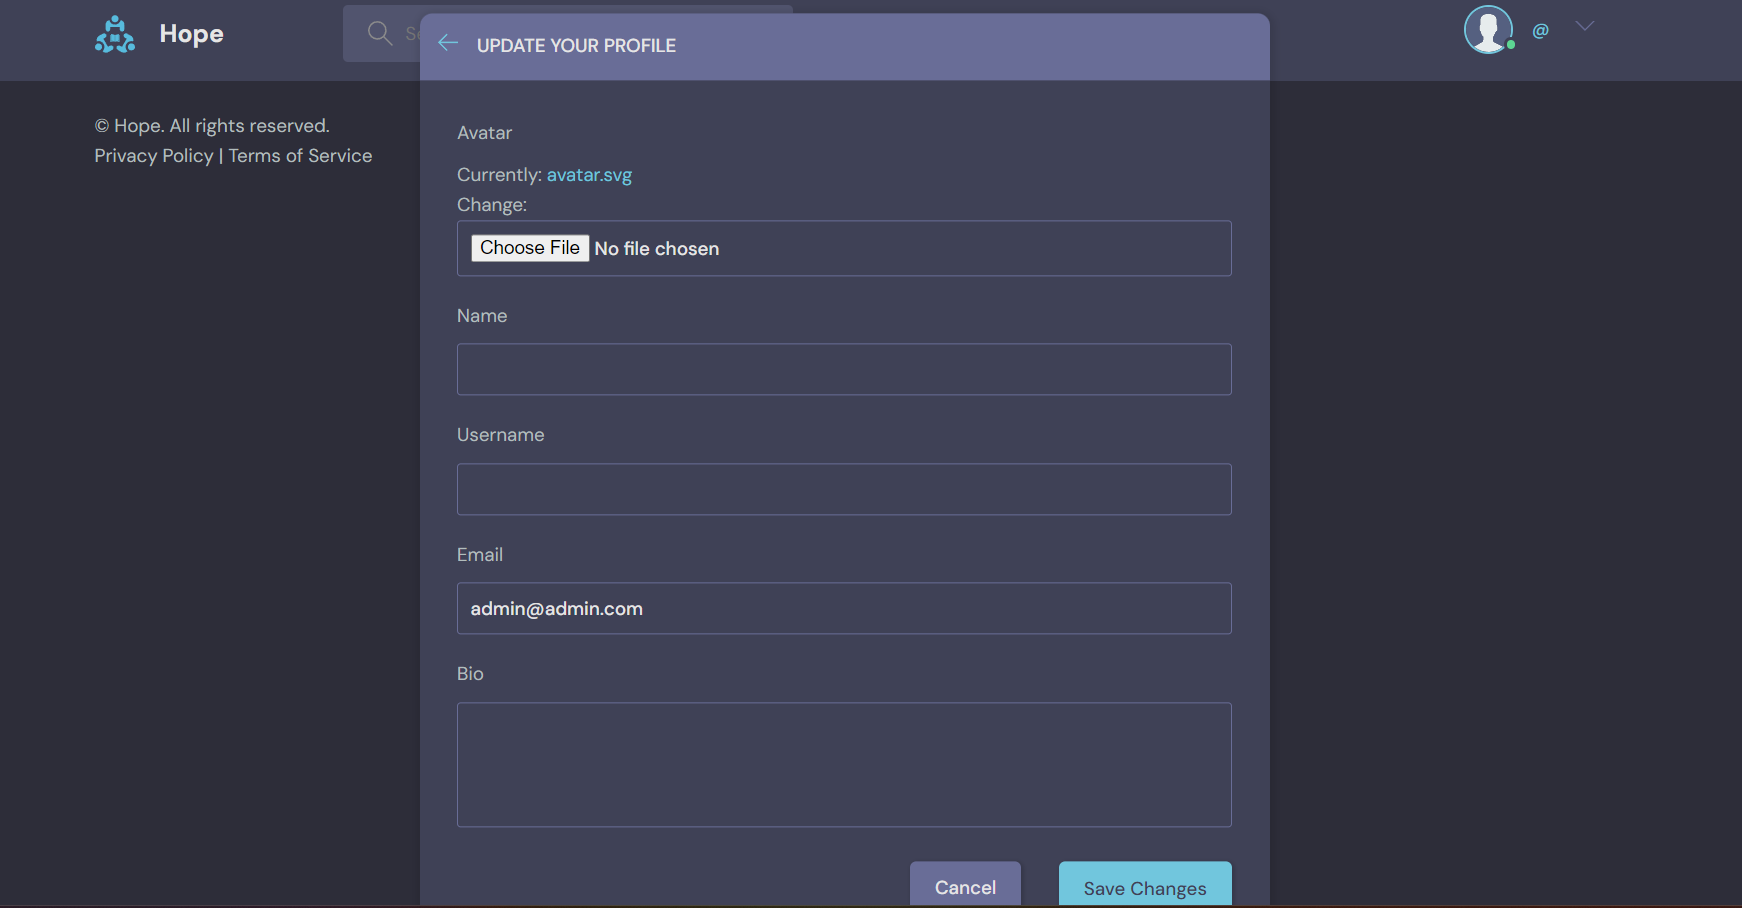 Hope
UPDATE YOUR PROFILE
@
© Hope. All rights reserved.
Privacy Policy | Terms of Service
Avatar
Currently: avatar.svg
Change:
Choose File No file chosen
Name
Username
Email
admin@admin.com
Bio
Cancel
Save Changes